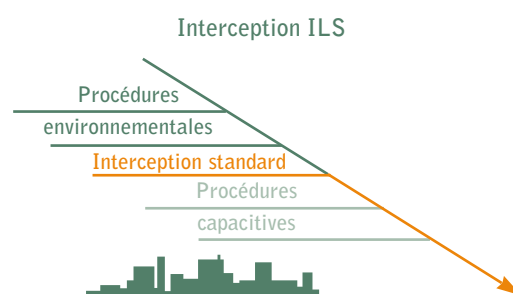 Interception ILS
Procédures
environnementales
Interception standard
Procédures
capacitives